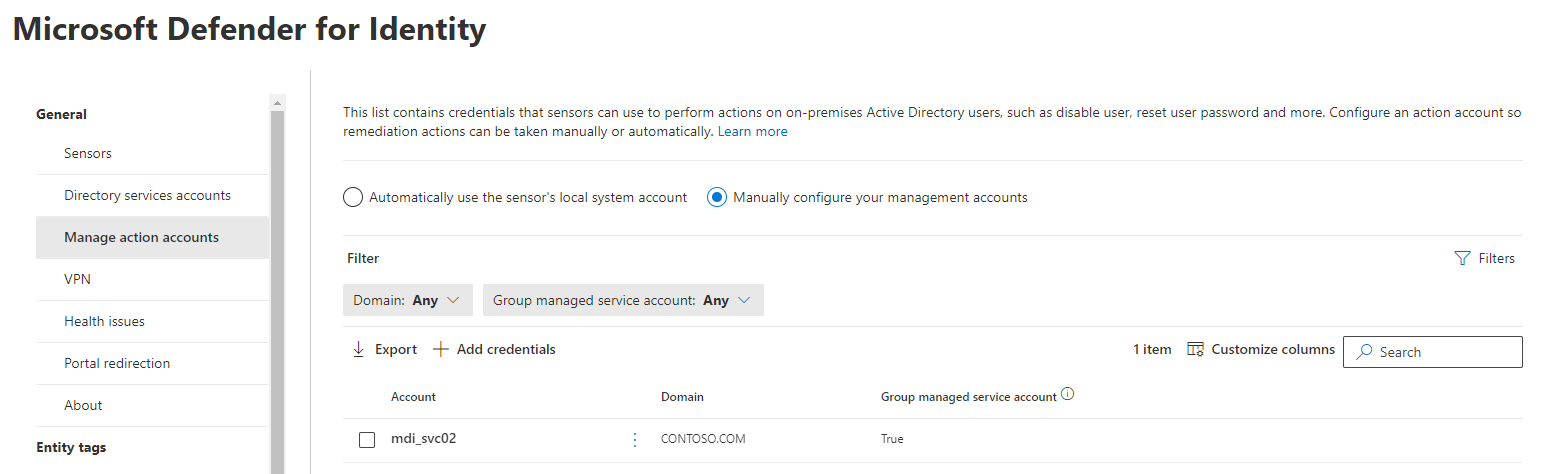 Microsoft Defender for Identity
General
Sensors
Directory services accounts
Manage action accounts
VPN
Health issues
Portal redirection
About
Entity tags
This list contains credentials that sensors can use to perform actions on on-premises Active Directory users, such as disable user, reset user password and more. Configure an action account so
remediation actions can be taken manually or automatically. Learn more
Automatically use the sensor's local system account Manually configure your management accounts
Filter Filters
Domain: Any Group managed service account: Any
Export Add credentials 1 item Customize columns Search
Account Domain Group managed service account
mdi_svc02 CONTOSO.COM True